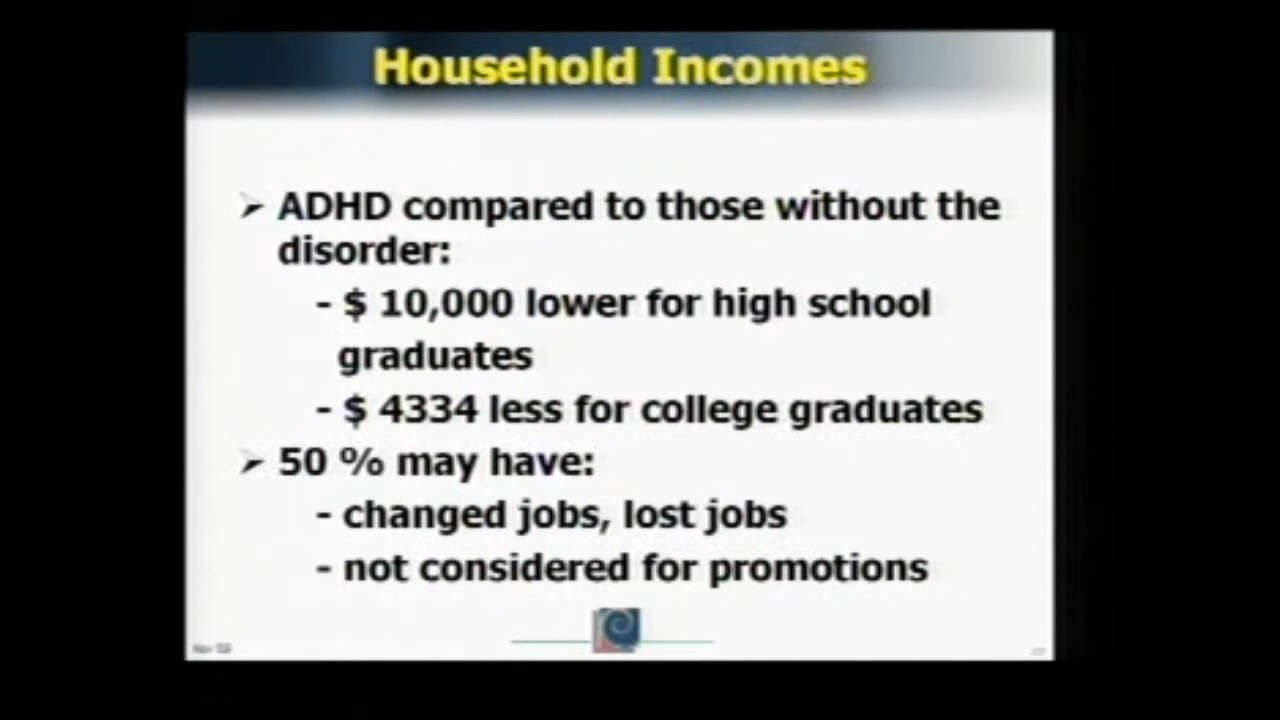 Household Incomes
➢ ADHD compared to those without the
disorder:
- $ 10,000 lower for high school
graduates
- $ 4334 less for college graduates
➢ 50 % may have:
- changed jobs, lost jobs
- not considered for promotions